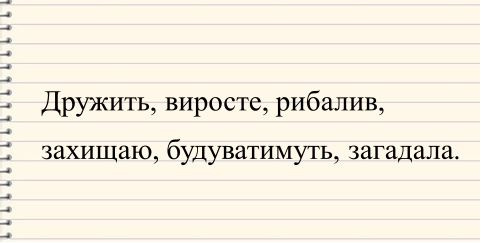 Дружить, виросте, рибалив,
захищаю, будуватимуть, загадала.